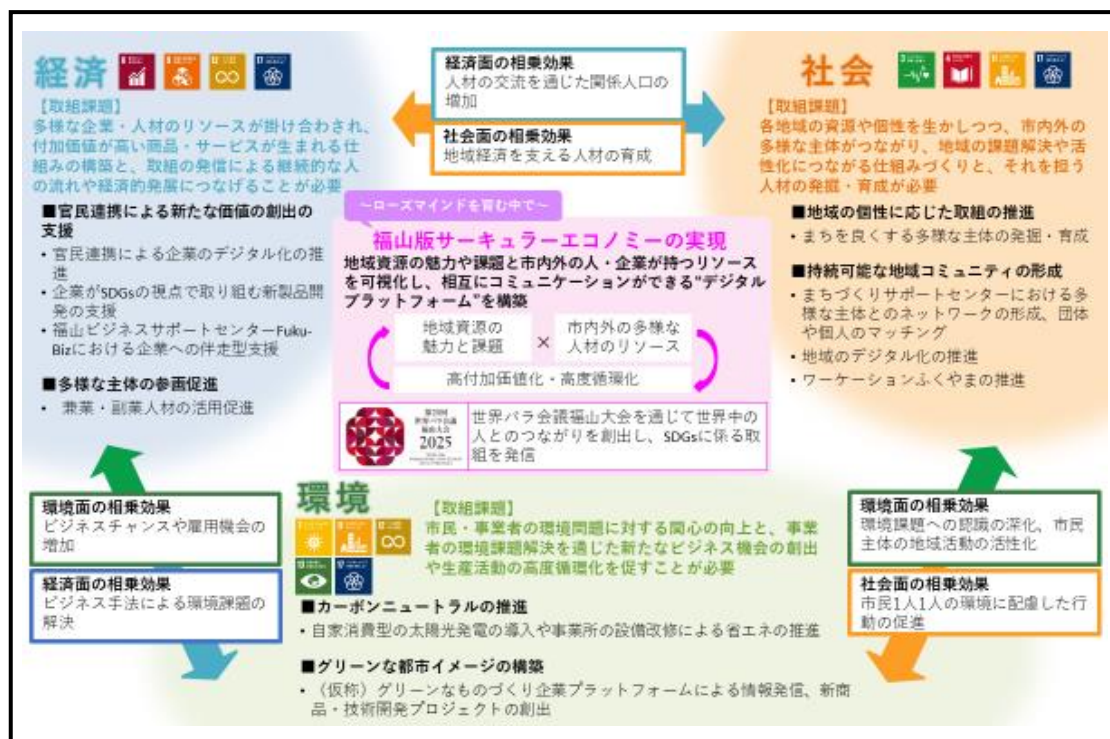 経済
【取組課題】
多様な企業・人材のリソースが掛け合わされ、
付加価値が高い商品・サービスが生まれる仕
組みの構築と、取組の発信による継続的な人
の流れや経済的発展につなげることが必要
■官民連携による新たな価値の創出の
支援
・官民連携による企業のデジタル化の推
進
・企業がSDGsの視点で取り組む新製品開
発の支援
・福山ビジネスサポートセンターFuku-
Bizにおける企業への伴走型支援
■多様な主体の参画促進
・兼業・副業人材の活用促進
経済面の相乗効果
人材の交流を通じた関係人口の
増加
社会面の相乗効果
地域経済を支える人材の育成
社会
【取組課題】
各地域の資源や個性を生かしつつ、市内外の
多様な主体がつながり、地域の課題解決や活
性化につながる仕組みづくりと、それを担う
人材の発掘・育成が必要
■地域の個性に応じた取組の推進
・まちを良くする多様な主体の発掘・育成
■持続可能な地域コミュニティの形成
・まちづくりサポートセンターにおける多
様な主体とのネットワークの形成、団体
や個人のマッチング
・地域のデジタル化の推進
・ワーケーションふくやまの推進
～ローズマインドを育む中で～
福山版サーキュラーエコノミーの実現
地域資源の魅力や課題と市内外の人・企業が持つリソース
を可視化し、相互にコミュニケーションができる“デジタル
プラットフォーム”を構築
地域資源の
魅力と課題
×
市内外の多様な
人材のリソース
高付加価値化・高度循環化
世界バラ会議
福山大会
2025
世界バラ会議福山大会を通じて世界中の
人とのつながりを創出し、SDGsに係る取
組を発信
環境面の相乗効果
ビジネスチャンスや雇用機会の
増加
経済面の相乗効果
ビジネス手法による環境課題の
解決
環境
【取組課題】
市民・事業者の環境問題に対する関心の向上と、事業
者の環境課題解決を通じた新たなビジネス機会の創出
や生産活動の高度循環化を促すことが必要
■カーボンニュートラルの推進
・自家消費型の太陽光発電の導入や事業所の設備改修による省エネの推進
■グリーンな都市イメージの構築
・（仮称）グリーンなものづくり企業プラットフォームによる情報発信、新商
品・技術開発プロジェクトの創出
環境面の相乗効果
環境課題への認識の深化、市民
主体の地域活動の活性化
社会面の相乗効果
市民1人1人の環境に配慮した行
動の促進